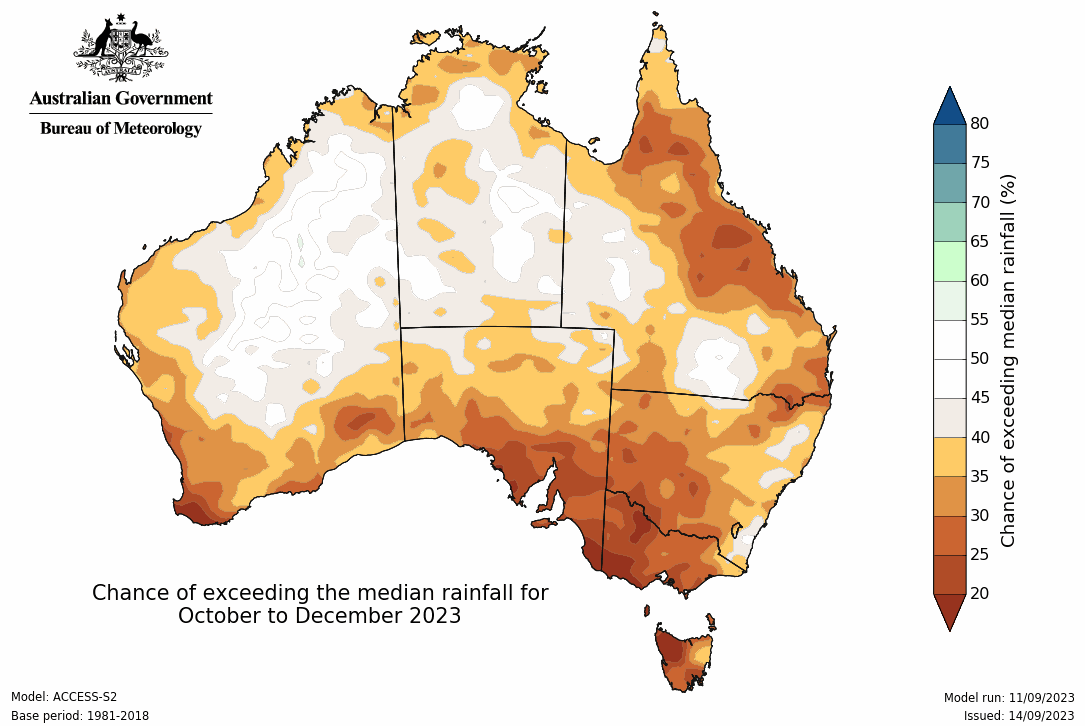 AUSTRALIA
Australian Government
Bureau of Meteorology
80
75
70
65
60
55
50
45
40
35
30
25
20
Chance of exceeding median rainfall (%)
Chance of exceeding the median rainfall for
October to December 2023
Model: ACCESS-S2
Base period: 1981-2018
Model run: 11/09/2023
Issued: 14/09/2023